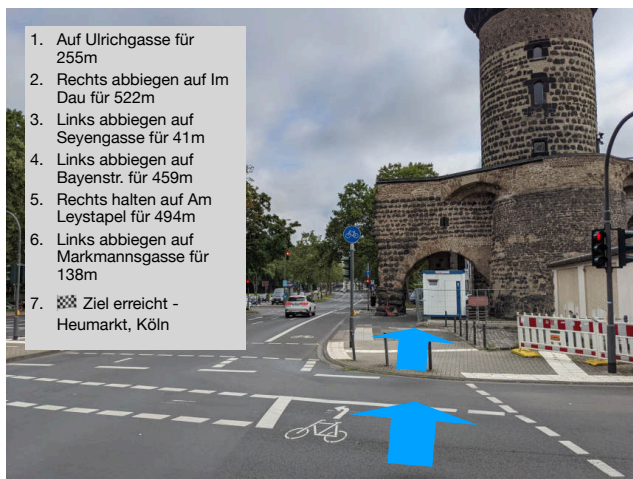 1. Auf Ulrichgasse für
255m
2. Rechts abbiegen auf Im
Dau für 522m
3. Links abbiegen auf
Seyengasse für 41m
4. Links abbiegen auf
Bayenstr. für 459m
5. Rechts halten auf Am
Leystapel für 494m
6. Links abbiegen auf
Markmannsgasse für
138m
7. 🏁 Ziel erreicht -
Heumarkt, Köln